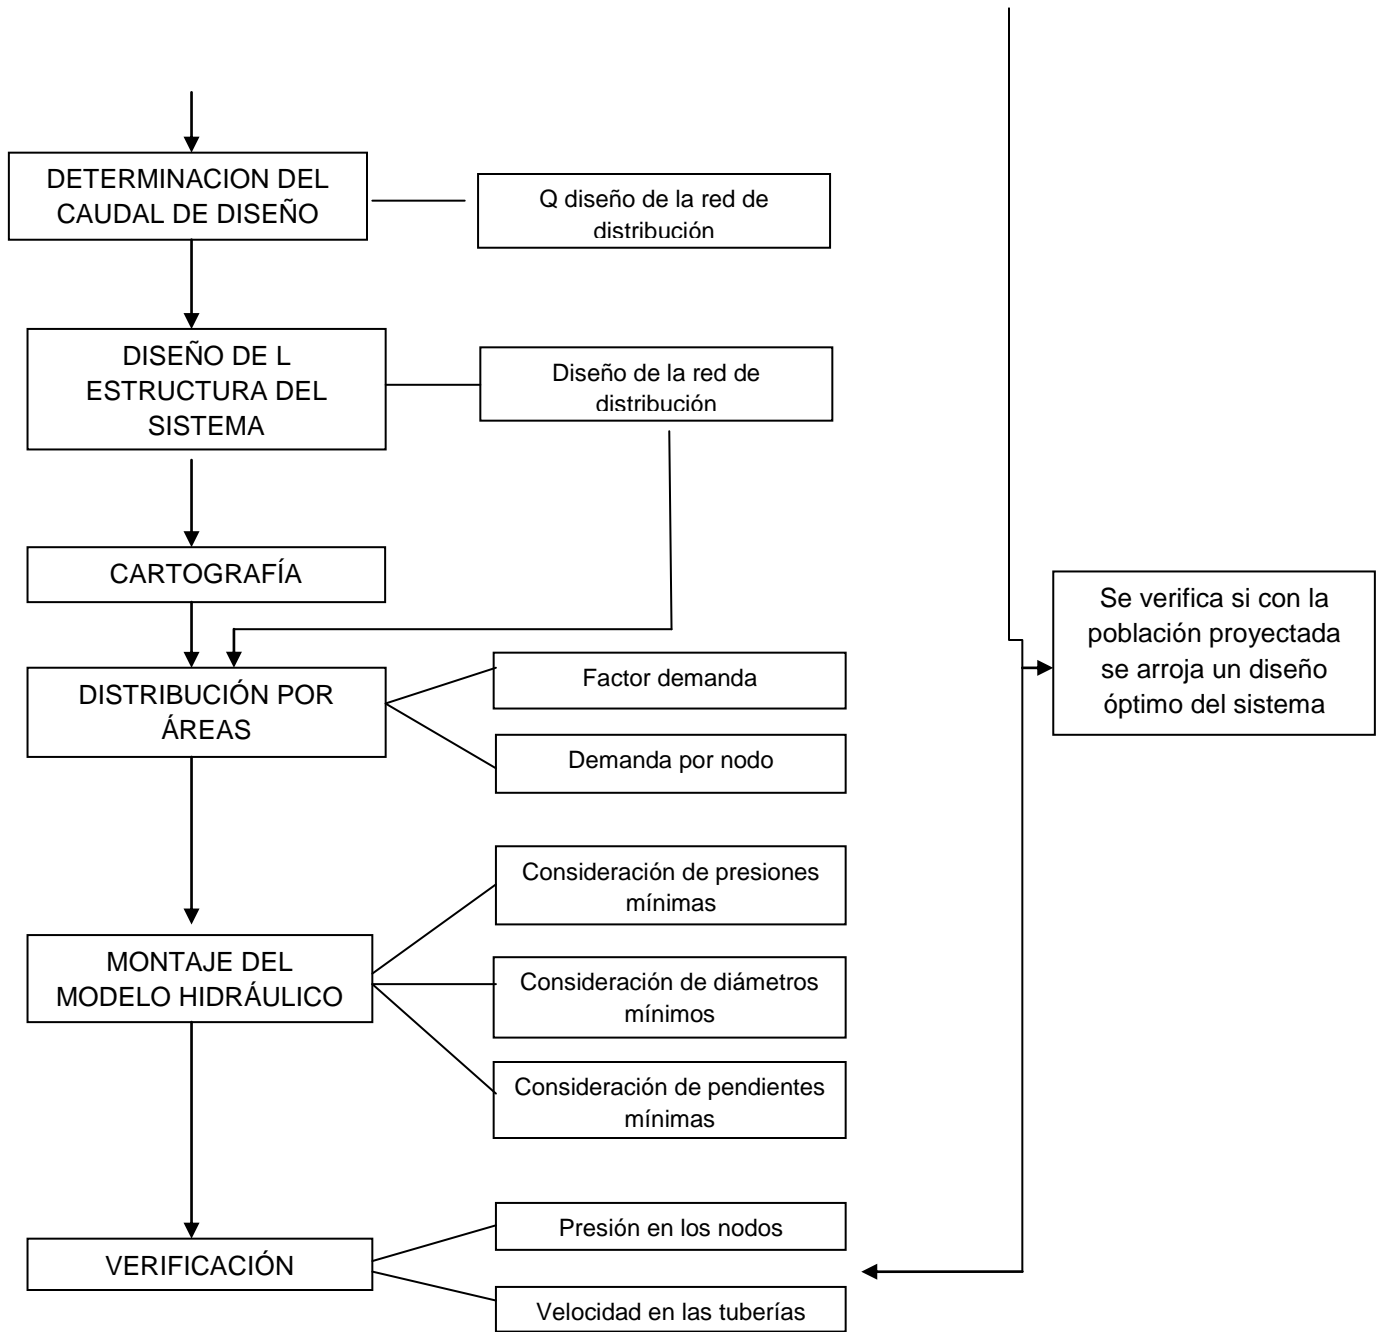 DETERMINACION DEL
CAUDAL DE DISEÑO
Q diseño de la red de
distribución
DISEÑO DE L
ESTRUCTURA DEL
SISTEMA
Diseño de la red de
distribución
CARTOGRAFÍA
Se verifica si con la
población proyectada
se arroja un diseño
óptimo del sistema
DISTRIBUCIÓN POR
ÁREAS
Factor demanda
Demanda por nodo
MONTAJE DEL
MODELO HIDRÁULICO
Consideración de presiones
mínimas
Consideración de diámetros
mínimos
Consideración de pendientes
mínimas
VERIFICACIÓN
Presión en los nodos
Velocidad en las tuberías